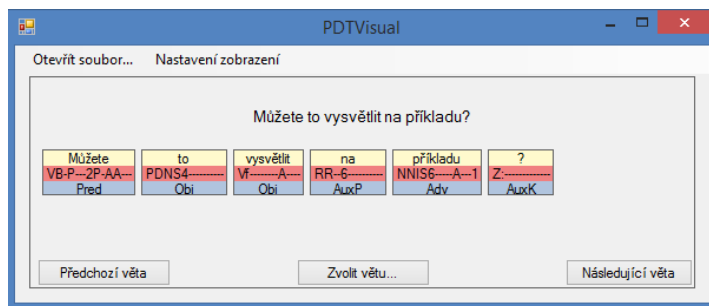 PDTVisual
Otevřít soubor... Nastavení zobrazení
Můžete to vysvětlit na příkladu?
Můžete to vysvětlit na příkladu ?
VB-P---2P-AA--- PDNS4---------- Vf--------A---- RR--6---------- NNIS6-----A---1 Z:-------------
Pred Obj Obj AuxP Adv AuxK
Předchozí věta Zvolit větu... Následující věta